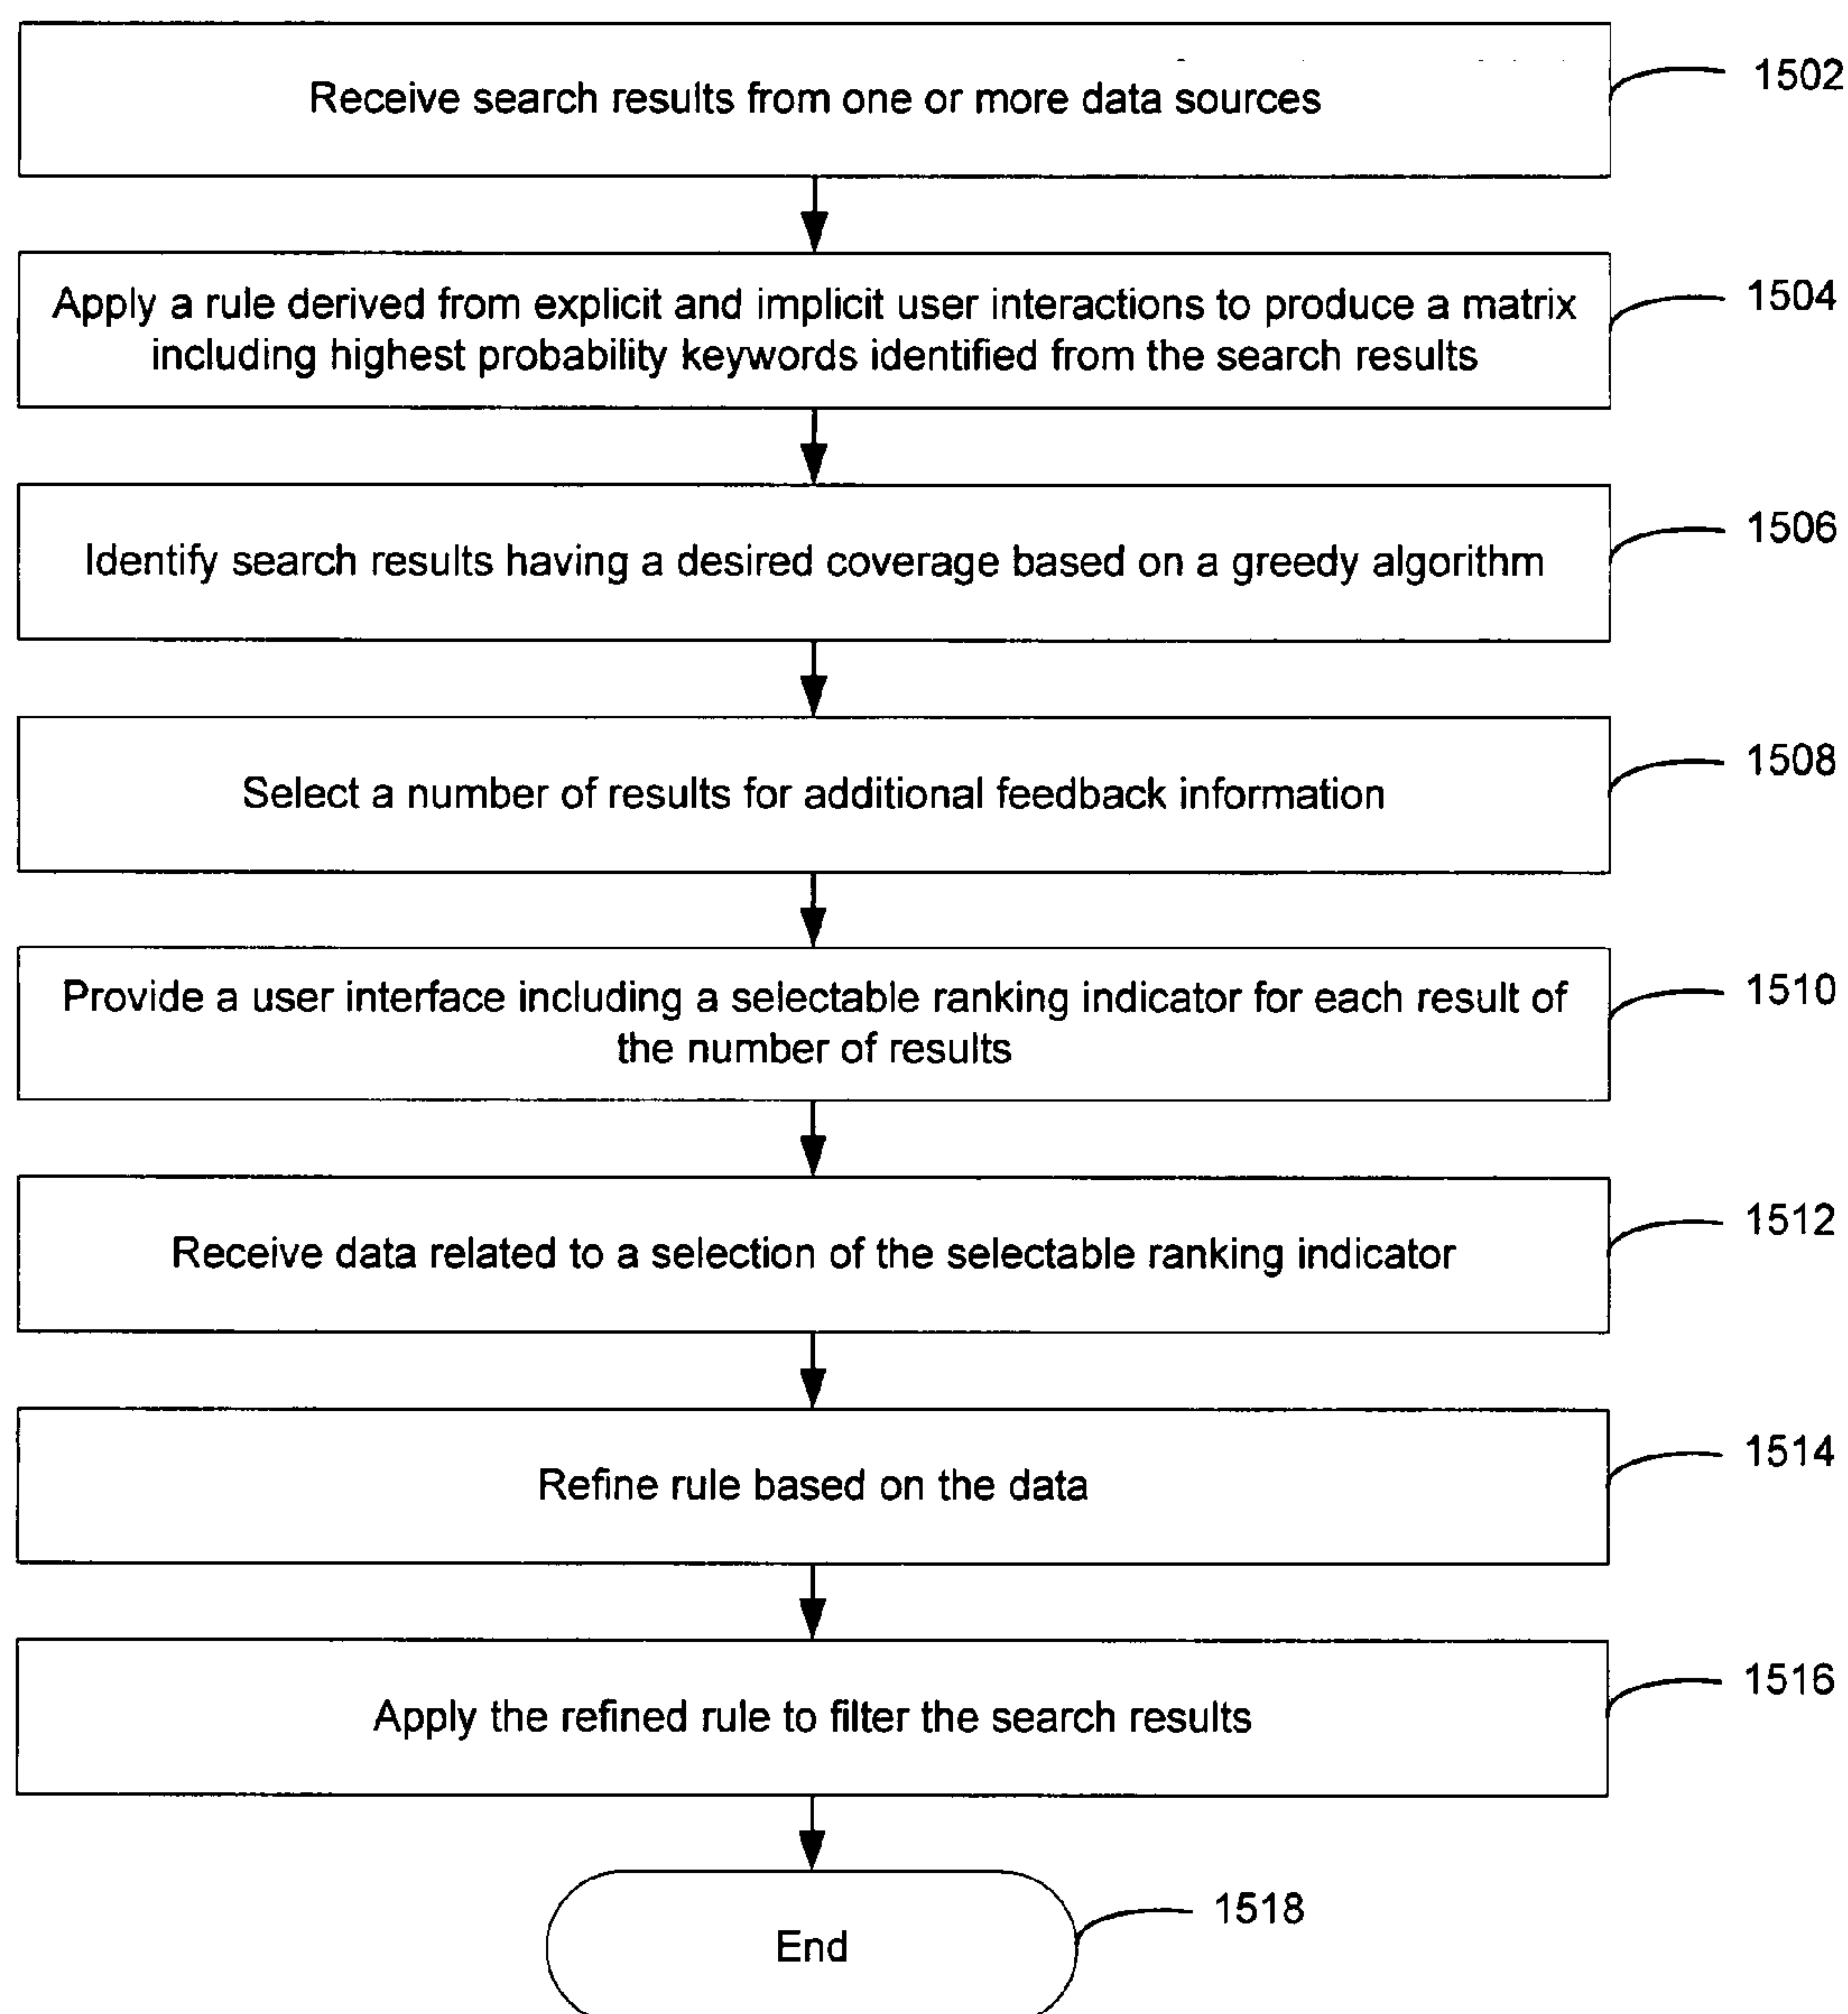 Receive search results from one or more data sources
1502
Apply a rule derived from explicit and implicit user interactions to produce a matrix
including highest probability keywords identified from the search results
1504
Identify search results having a desired coverage based on a greedy algorithm
1506
Select a number of results for additional feedback information
1508
Provide a user interface including a selectable ranking indicator for each result of
the number of results
1510
Receive data related to a selection of the selectable ranking indicator
1512
Refine rule based on the data
1514
Apply the refined rule to filter the search results
1516
End
1518